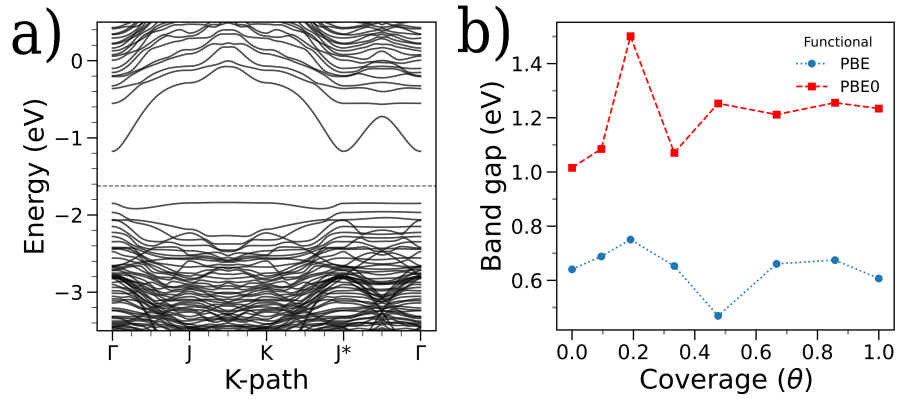 a)
Energy (eV)
0
−1
−2
−3
Γ
J
K
J*
Γ
K-path
b)
Band gap (eV)
1.4
1.2
1.0
0.8
0.6
Functional
PBE
PBE0
0.0
0.2
0.4
0.6
0.8
1.0
Coverage (θ)